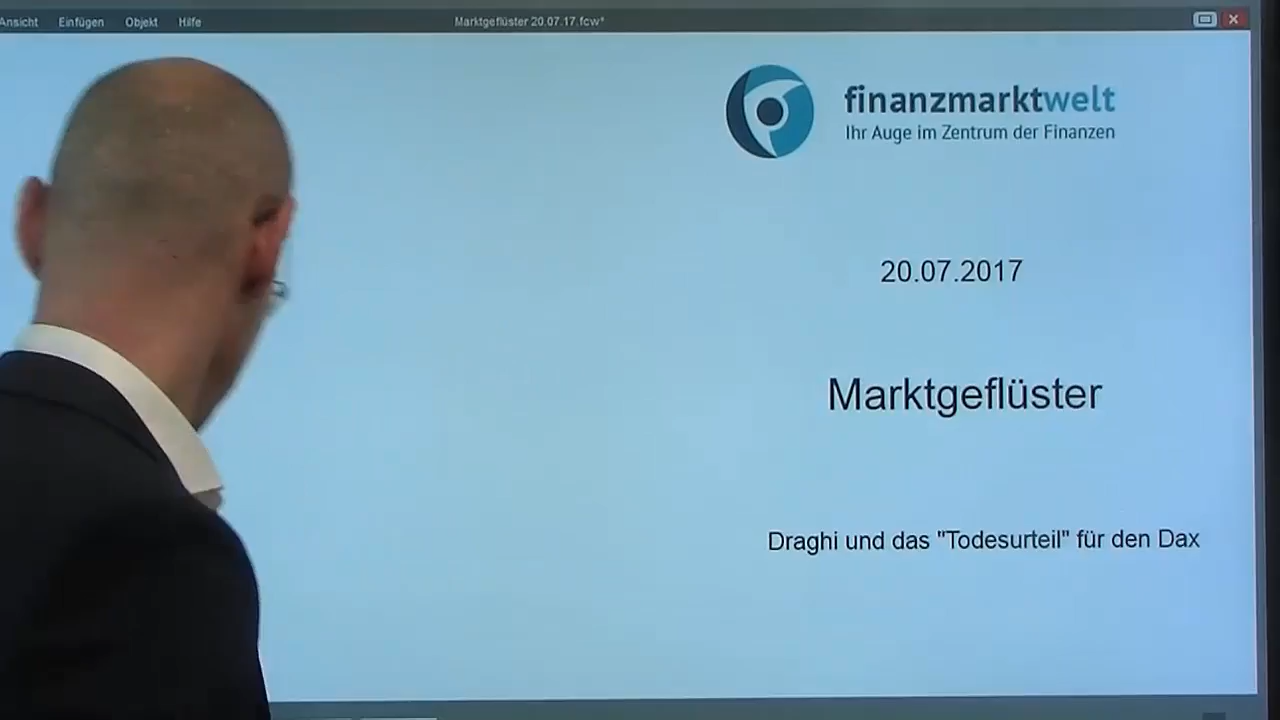 Ansicht Einfügen Objekt Hilfe Marktgeflüster 20.07.17.fcw*
finanzmarktwelt
Ihr Auge im Zentrum der Finanzen
20.07.2017
Marktgeflüster
Draghi und das "Todesurteil" für den Dax